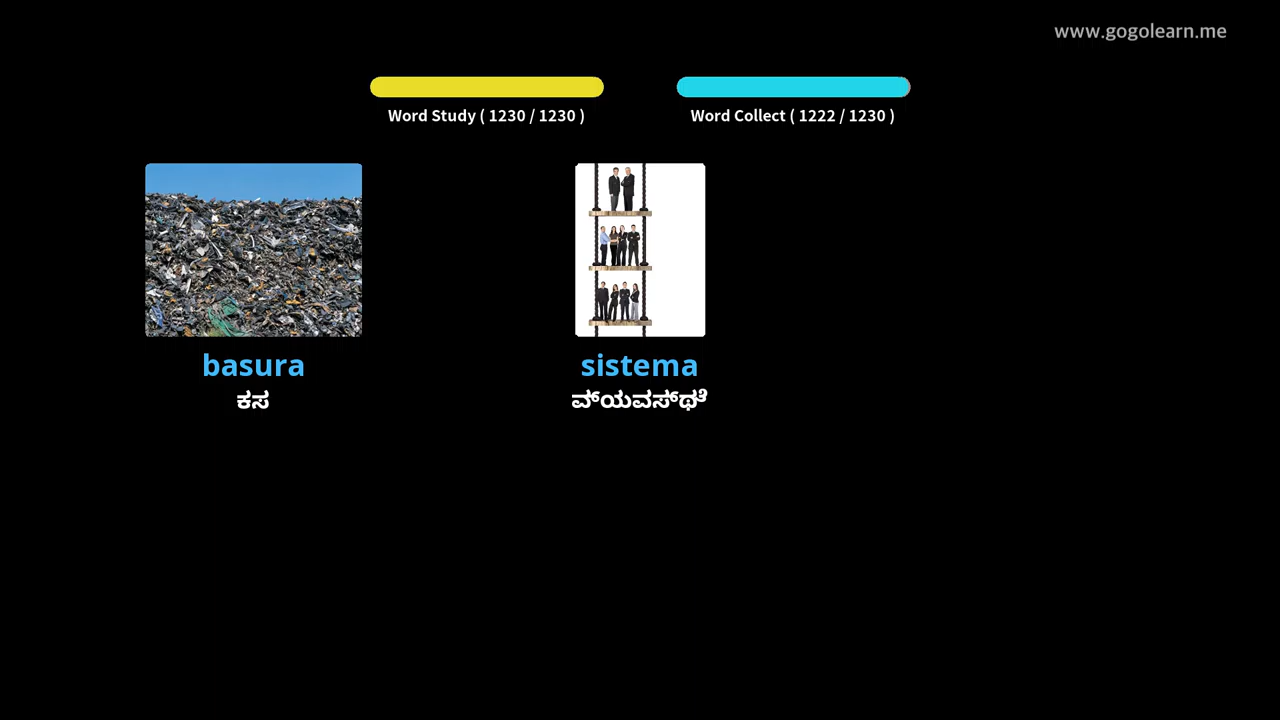 www.gogolearn.me
Word Study ( 1230 / 1230 )
Word Collect ( 1222 / 1230 )
basura
ಕಸ
sistema
ವ್ಯವಸ್ಥೆ